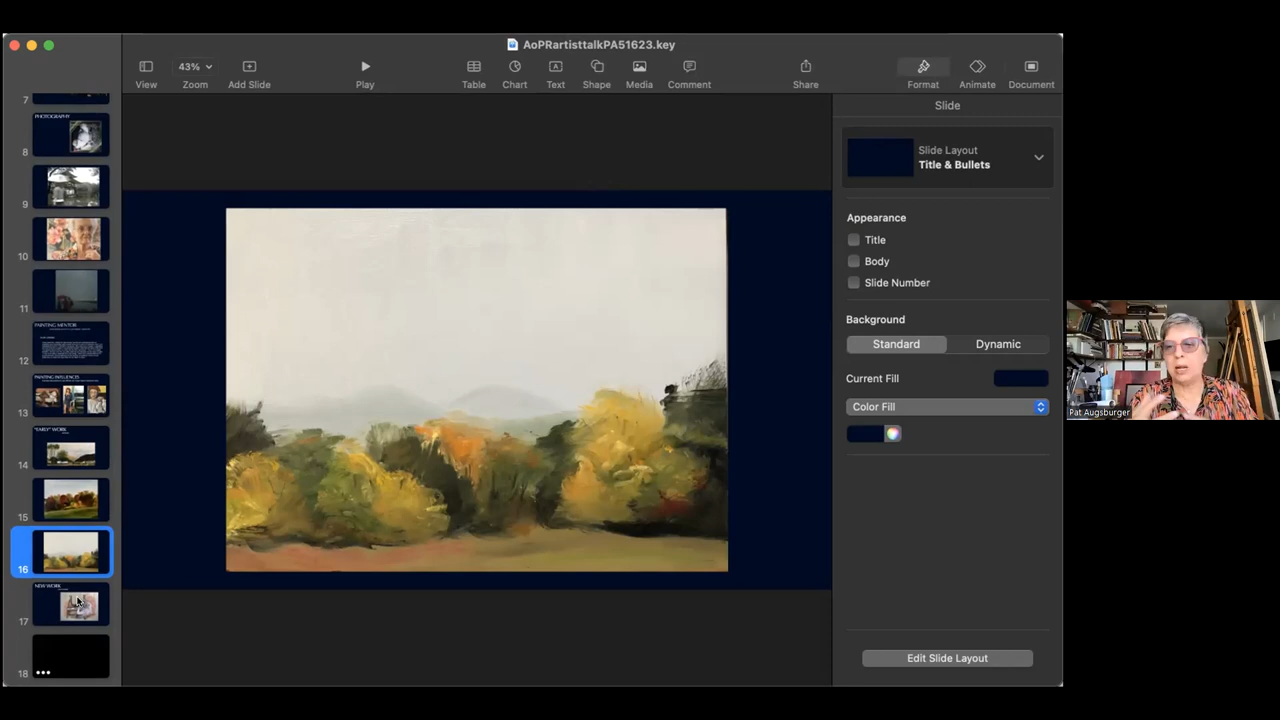 AoPRartisttalkPA51623.key
43%
View
Zoom
Add Slide
Play
Table
Chart
Text
Shape
Media
Comment
Share
Format
Animate
Document
Slide
Slide Layout
Title & Bullets
Appearance
Title
Body
Slide Number
Background
Standard
Dynamic
Current Fill
Color Fill
Edit Slide Layout
7
PHOTOGRAPHY
8
9
10
11
PAINTING MENTOR
12
PAINTING INFLUENCES
13
"EARLY" WORK
14
15
16
NEW WORK
17
18
Pat Augsburger